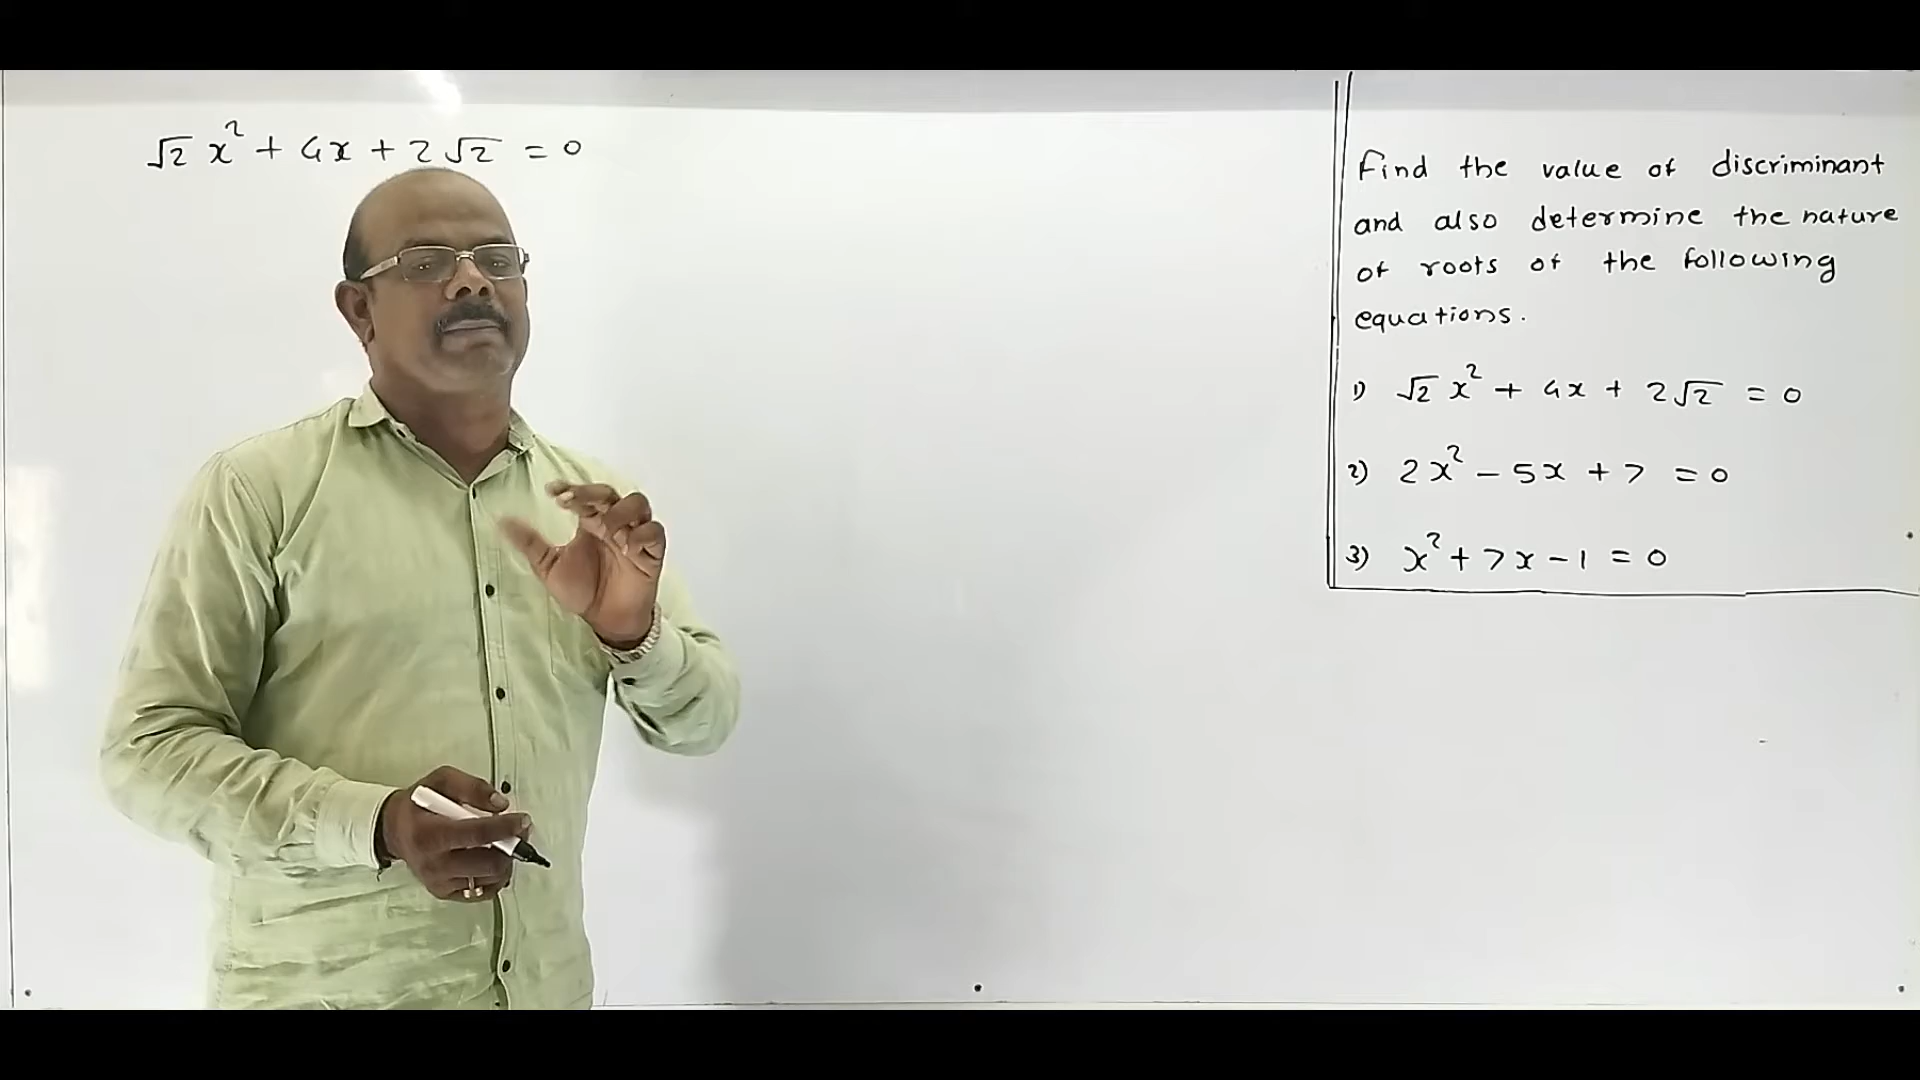 √2 x² + 4x + 2√2 = 0
Find the value of discriminant
and also determine the nature
of roots of the following
equations.
1) √2 x² + 4x + 2√2 = 0
2) 2x² – 5x + 7 = 0
3) x² + 7x – 1 = 0